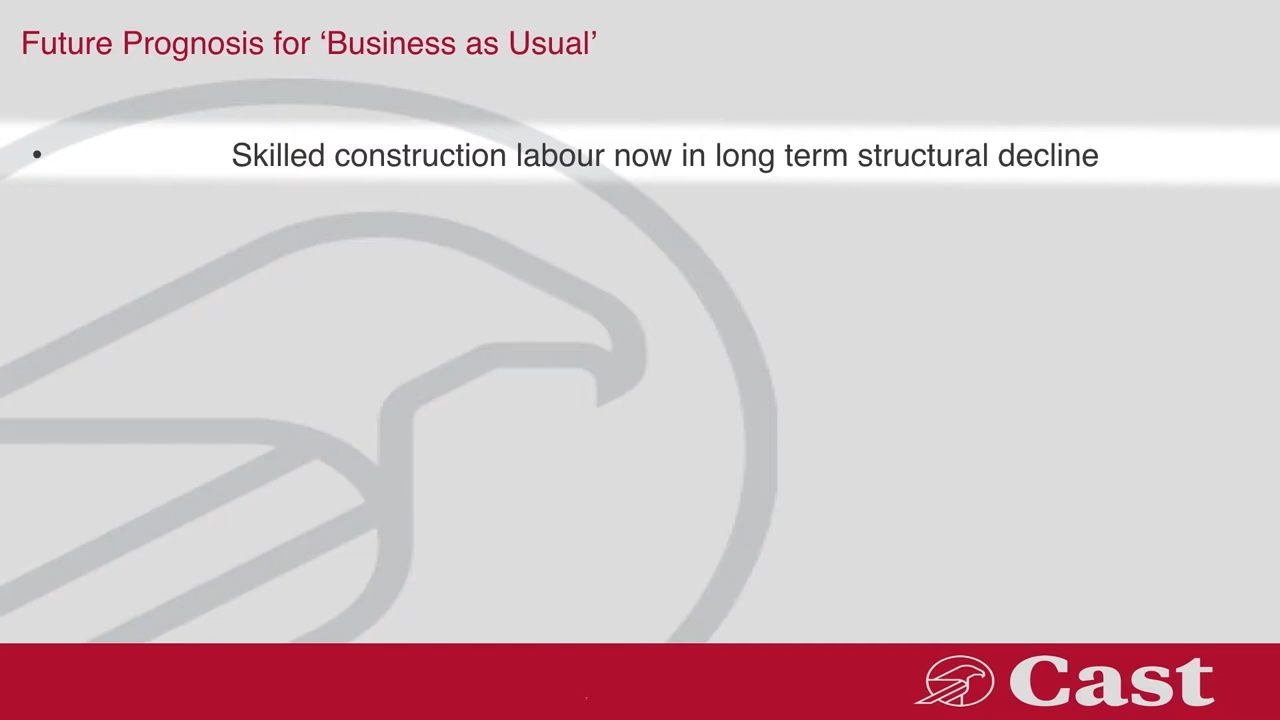 Future Prognosis for ‘Business as Usual’
• Skilled construction labour now in long term structural decline
Cast